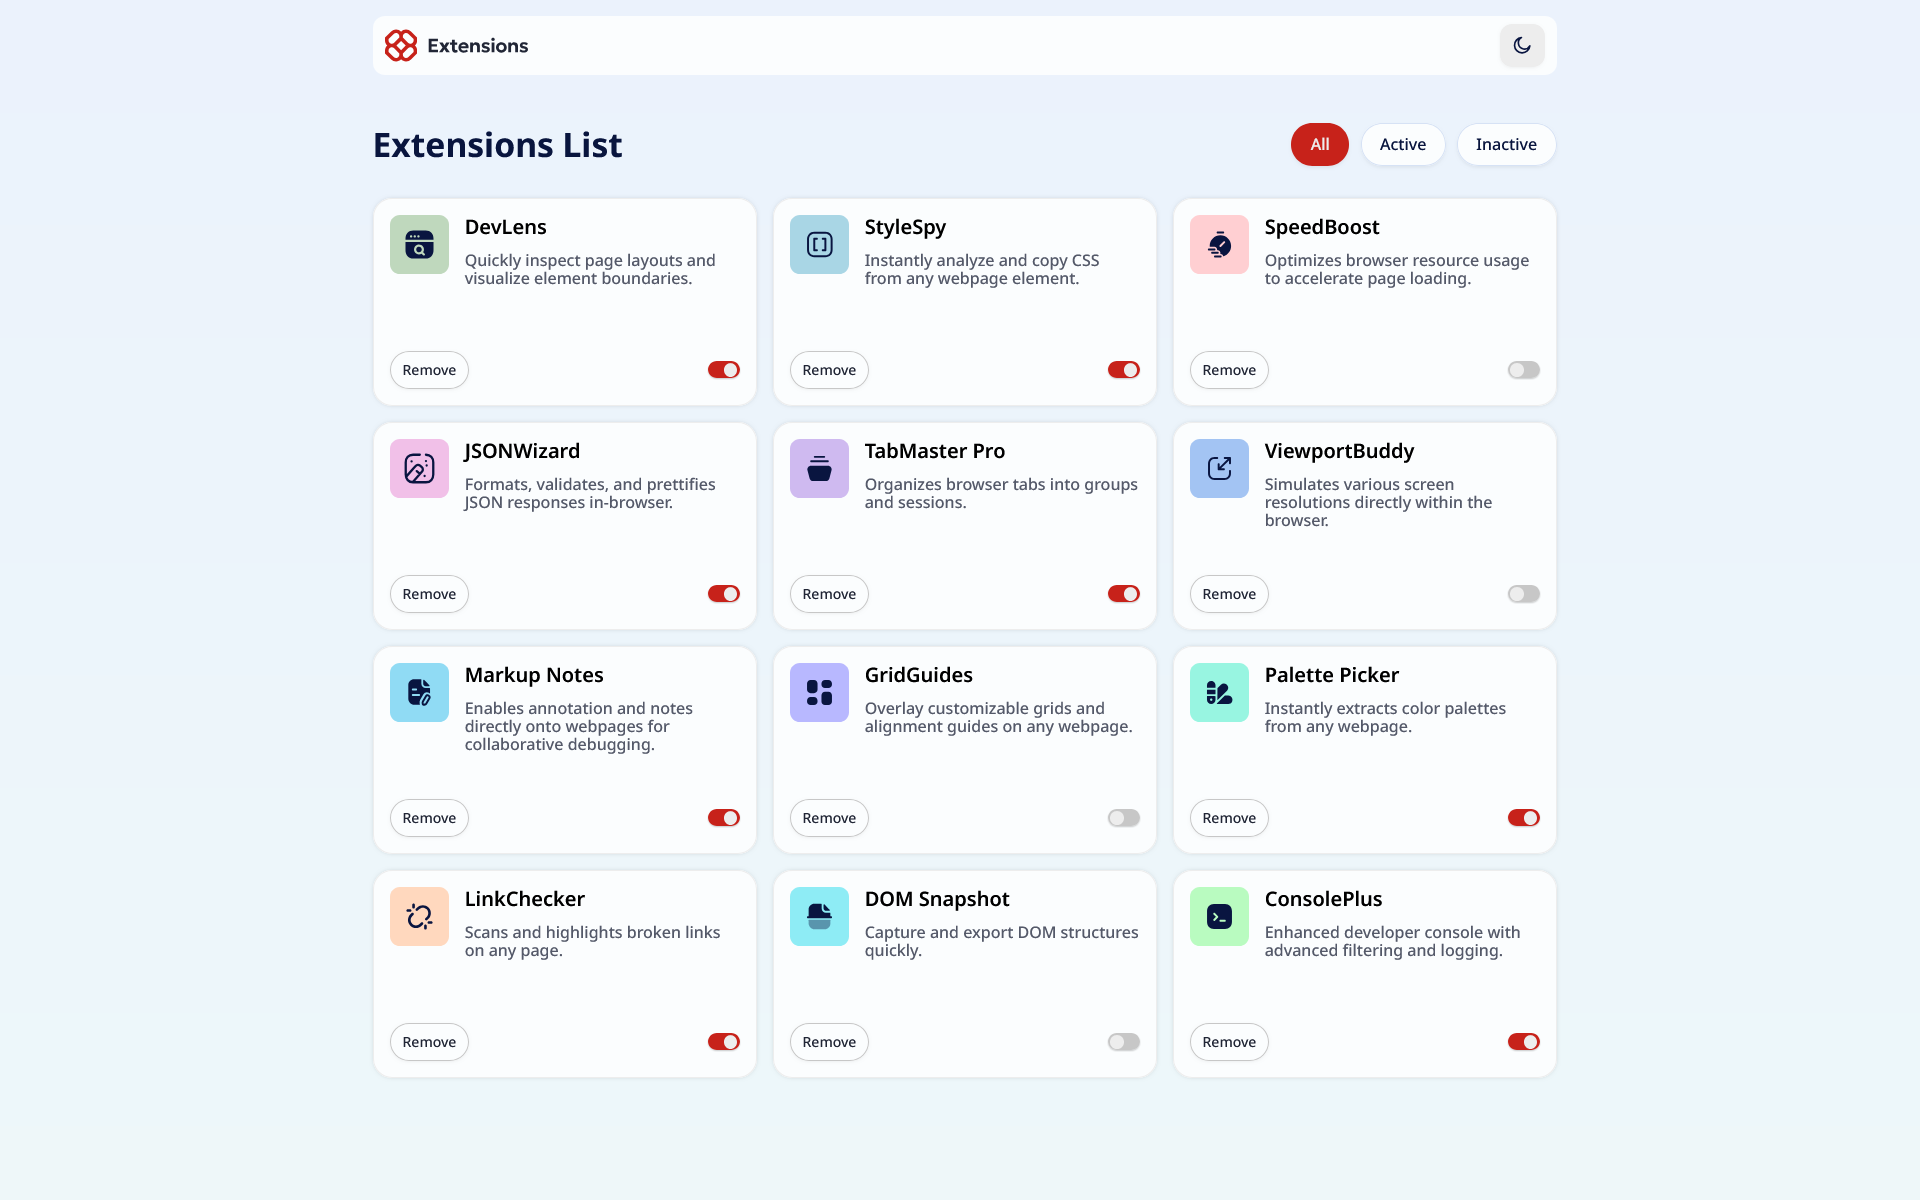 Extensions
Extensions List
All
Active
Inactive
DevLens
Quickly inspect page layouts and
visualize element boundaries.
Remove
StyleSpy
Instantly analyze and copy CSS
from any webpage element.
Remove
SpeedBoost
Optimizes browser resource usage
to accelerate page loading.
Remove
JSONWizard
Formats, validates, and prettifies
JSON responses in-browser.
Remove
TabMaster Pro
Organizes browser tabs into groups
and sessions.
Remove
ViewportBuddy
Simulates various screen
resolutions directly within the
browser.
Remove
Markup Notes
Enables annotation and notes
directly onto webpages for
collaborative debugging.
Remove
GridGuides
Overlay customizable grids and
alignment guides on any webpage.
Remove
Palette Picker
Instantly extracts color palettes
from any webpage.
Remove
LinkChecker
Scans and highlights broken links
on any page.
Remove
DOM Snapshot
Capture and export DOM structures
quickly.
Remove
ConsolePlus
Enhanced developer console with
advanced filtering and logging.
Remove